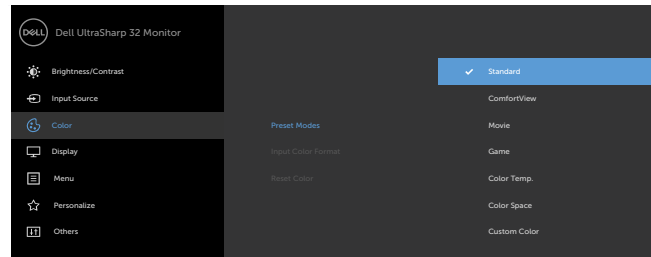 DELL Dell UltraSharp 32 Monitor
Brightness/Contrast
Input Source
Color
Display
Menu
Personalize
Others
Preset Modes
Input Color Format
Reset Color
Standard
ComfortView
Movie
Game
Color Temp.
Color Space
Custom Color